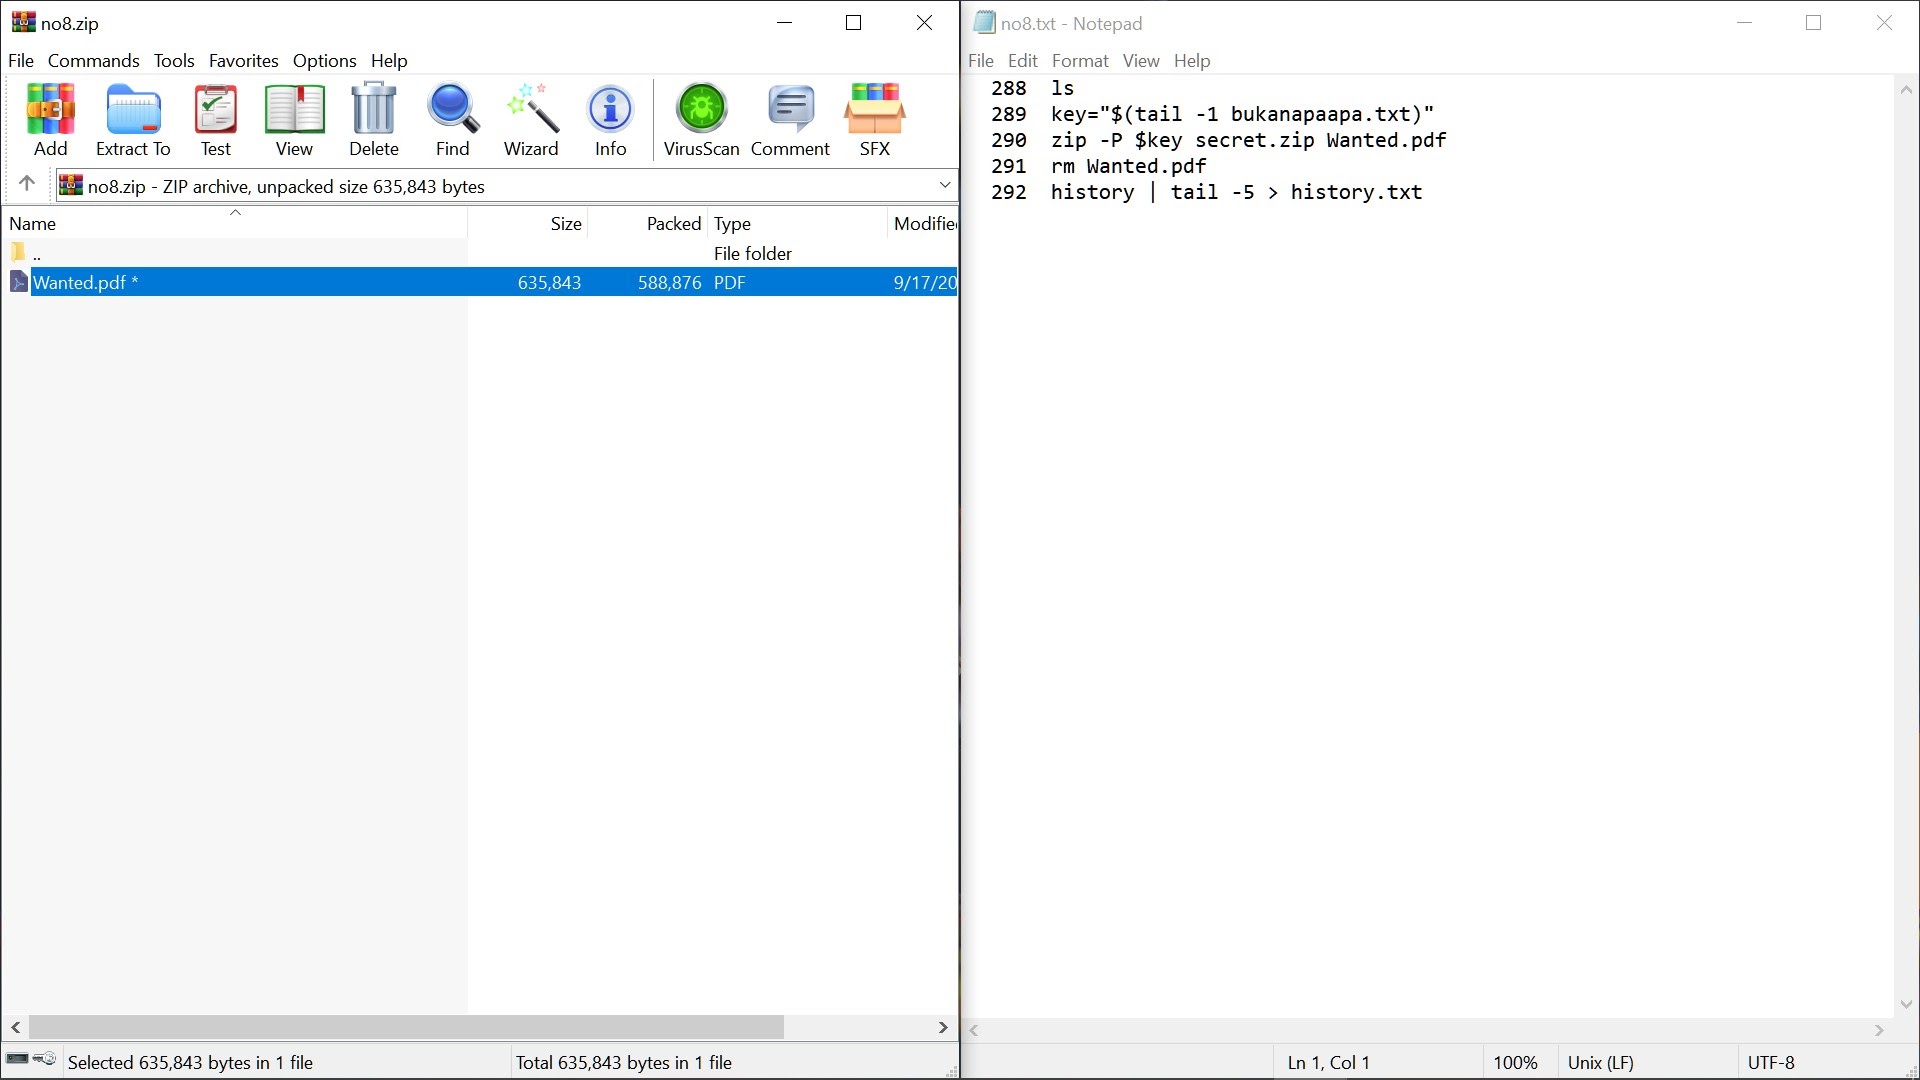 no8.zip
File Commands Tools Favorites Options Help
Add Extract To Test View Delete Find Wizard Info VirusScan Comment SFX
no8.zip - ZIP archive, unpacked size 635,843 bytes
Name Size Packed Type Modifie
.. File folder
Wanted.pdf * 635,843 588,876 PDF 9/17/20
Selected 635,843 bytes in 1 file Total 635,843 bytes in 1 file
no8.txt - Notepad
File Edit Format View Help
288 ls
289 key="$(tail -1 bukanapaapa.txt)"
290 zip -P $key secret.zip Wanted.pdf
291 rm Wanted.pdf
292 history | tail -5 > history.txt
Ln 1, Col 1 100% Unix (LF) UTF-8